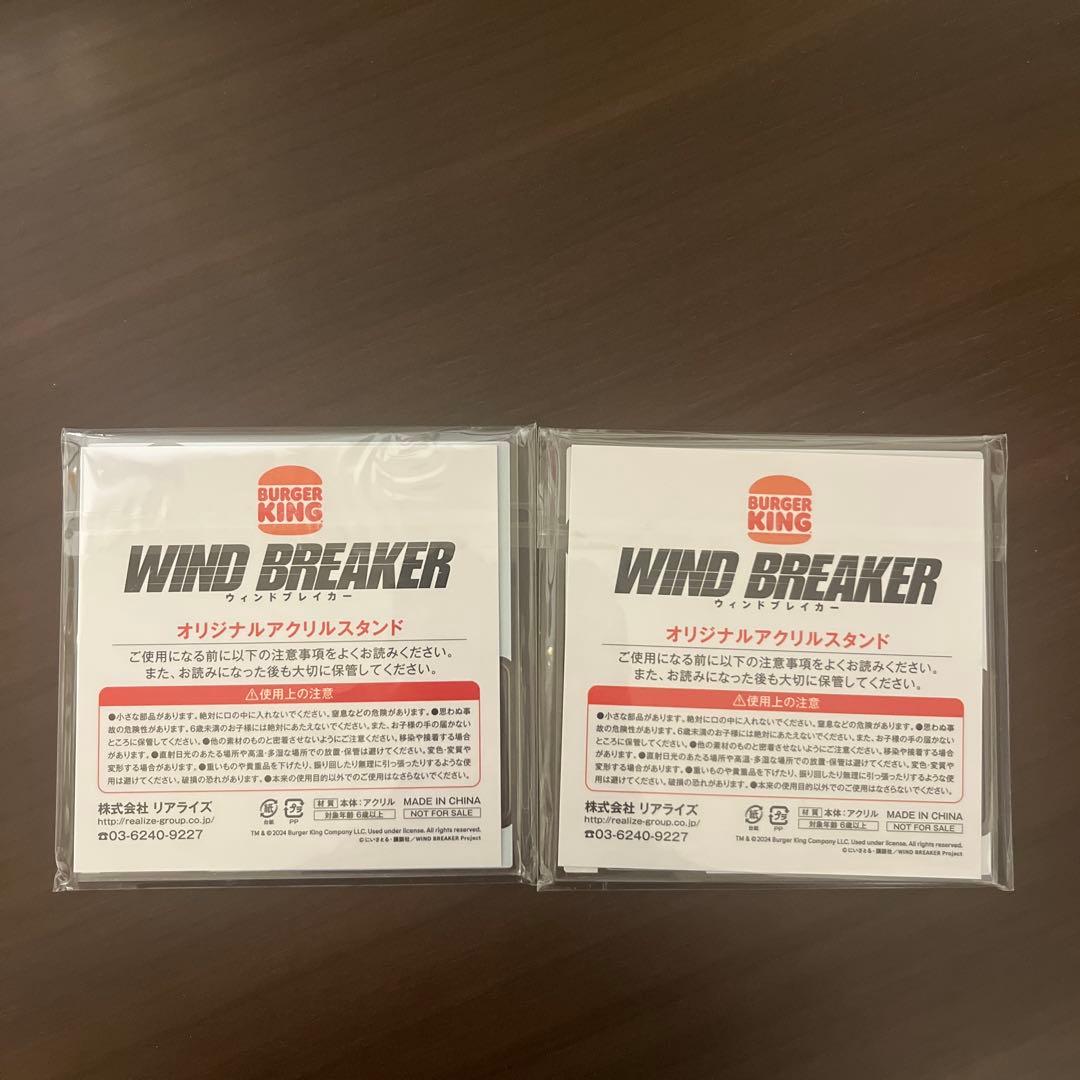 BURGER
KING
WIND BREAKER
ウィンドブレイカー
オリジナルアクリルスタンド
ご使用になる前に以下の注意事項をよくお読みください。
また、お読みになった後も大切に保管してください。
⚠使用上の注意
●小さな部品があります。絶対に口の中に入れないでください。窒息などの危険があります。●思わぬ事
故の危険性があります。6歳未満のお子様には絶対にあたえないでください。また、お子様の手の届かない
ところに保管してください。●他の素材のものと密着させないようにご注意ください。移染や接着する場合
があります。●直射日光のあたる場所や高温・多湿な場所での放置・保管は避けてください。変色・変質や
変形する場合があります。●重いものや貴重品を下げたり、振り回したり無理に引っ張ったりするような使
用は避けてください。破損の恐れがあります。●本来の使用目的以外でのご使用はなさらないでください。
株式会社 リアライズ
http://realize-group.co.jp/
☎03-6240-9227
紙
台紙
プラ
PP
材質 本体：アクリル
対象年齢 6歳以上
MADE IN CHINA
NOT FOR SALE
TM & ©2024 Burger King Company LLC. Used under license. All rights reserved.
©にいさとる・講談社／WIND BREAKER Project
BURGER
KING
WIND BREAKER
ウィンドブレイカー
オリジナルアクリルスタンド
ご使用になる前に以下の注意事項をよくお読みください。
また、お読みになった後も大切に保管してください。
⚠使用上の注意
●小さな部品があります。絶対に口の中に入れないでください。窒息などの危険があります。●思わぬ事
故の危険性があります。6歳未満のお子様には絶対にあたえないでください。また、お子様の手の届かない
ところに保管してください。●他の素材のものと密着させないようにご注意ください。移染や接着する場合
があります。●直射日光のあたる場所や高温・多湿な場所での放置・保管は避けてください。変色・変質や
変形する場合があります。●重いものや貴重品を下げたり、振り回したり無理に引っ張ったりするような使
用は避けてください。破損の恐れがあります。●本来の使用目的以外でのご使用はなさらないでください。
株式会社 リアライズ
http://realize-group.co.jp/
☎03-6240-9227
紙
台紙
プラ
PP
材質 本体：アクリル
対象年齢 6歳以上
MADE IN CHINA
NOT FOR SALE
TM & ©2024 Burger King Company LLC. Used under license. All rights reserved.
©にいさとる・講談社／WIND BREAKER Project